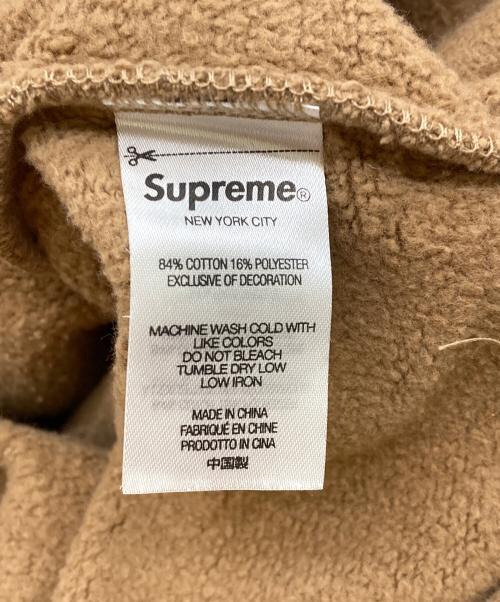 Supreme®
NEW YORK CITY
84% COTTON 16% POLYESTER
EXCLUSIVE OF DECORATION
MACHINE WASH COLD WITH
LIKE COLORS
DO NOT BLEACH
TUMBLE DRY LOW
LOW IRON
MADE IN CHINA
FABRIQUÉ EN CHINE
PRODOTTO IN CINA
中国製